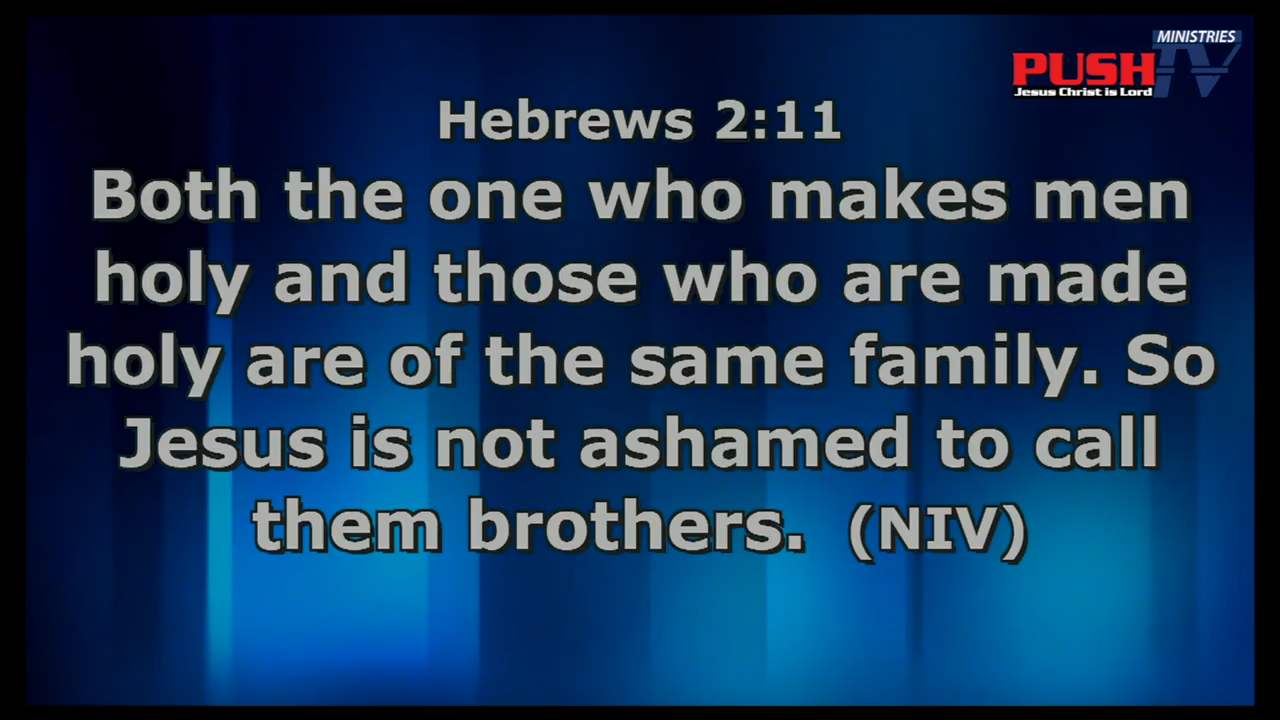 MINISTRIES
PUSH TV
Jesus Christ is Lord
Hebrews 2:11
Both the one who makes men
holy and those who are made
holy are of the same family. So
Jesus is not ashamed to call
them brothers. (NIV)